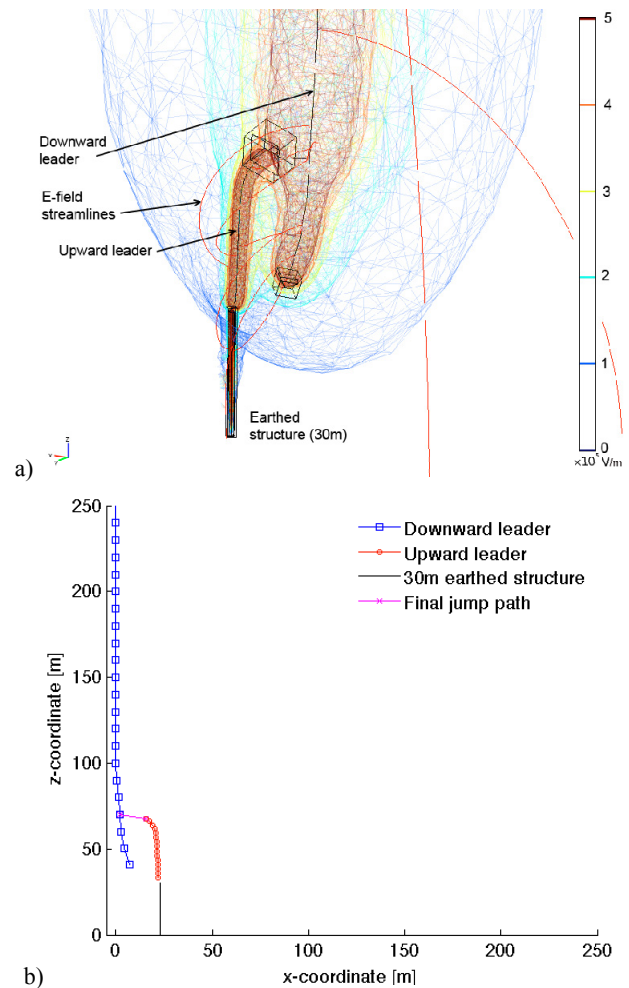 5
4
3
2
1
0
×10⁵ V/m
Downward
leader
E-field
streamlines
Upward leader
Earthed
structure (30m)
z
y
a)
250
200
150
100
50
0
z-coordinate [m]
Downward leader
Upward leader
30m earthed structure
Final jump path
0 50 100 150 200 250
x-coordinate [m]
b)